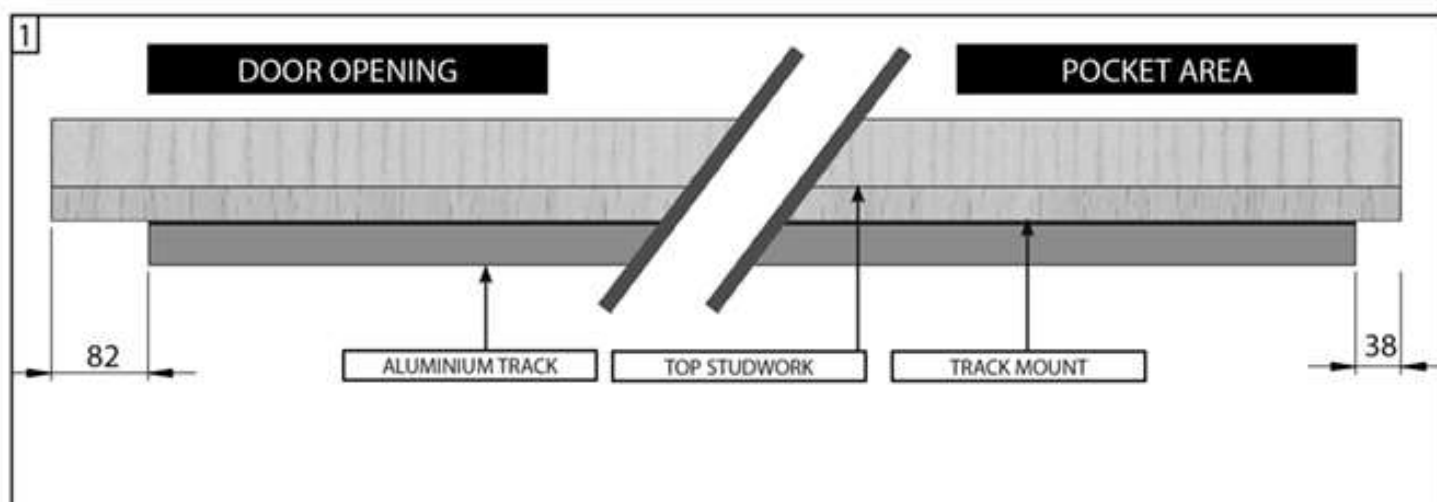 1
DOOR OPENING
POCKET AREA
82
ALUMINIUM TRACK
TOP STUDWORK
TRACK MOUNT
38